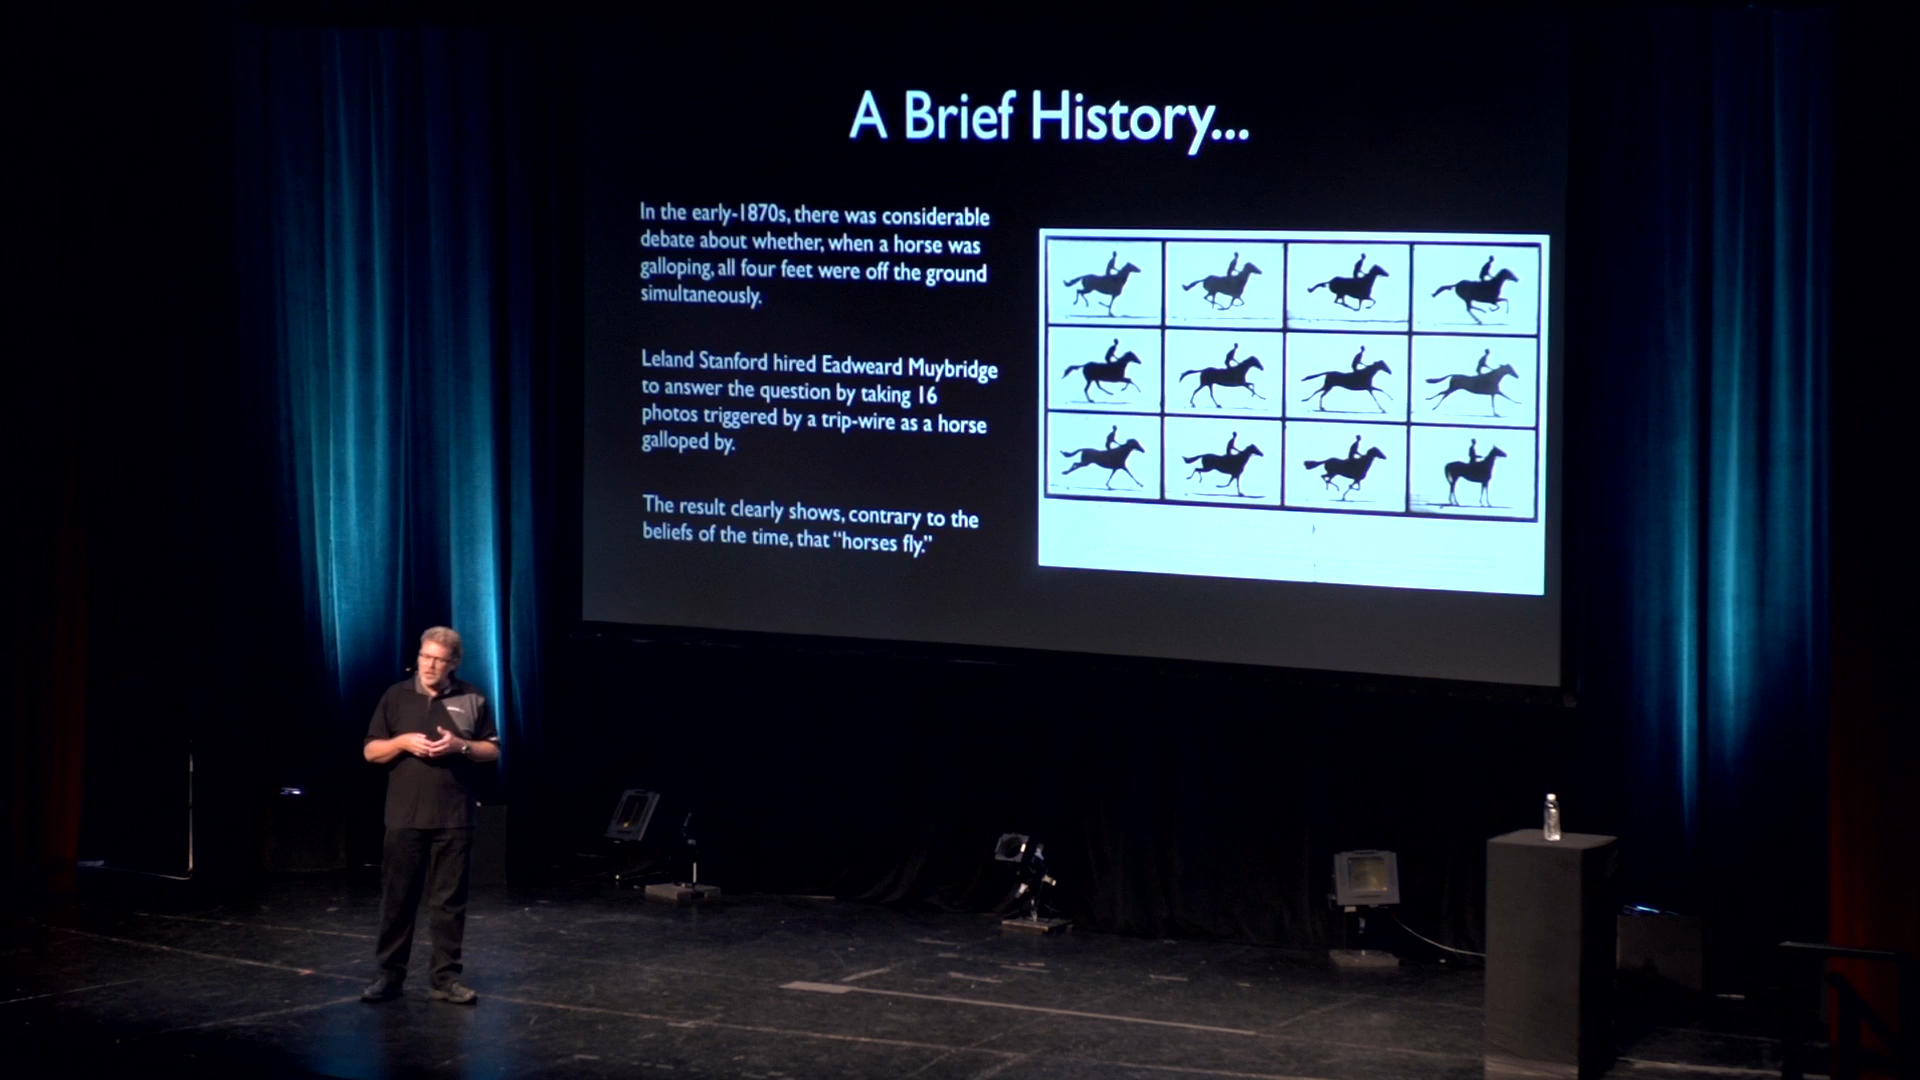 A Brief History...
In the early-1870s, there was considerable
debate about whether, when a horse was
galloping, all four feet were off the ground
simultaneously.
Leland Stanford hired Eadweard Muybridge
to answer the question by taking 16
photos triggered by a trip-wire as a horse
galloped by.
The result clearly shows, contrary to the
beliefs of the time, that “horses fly.”